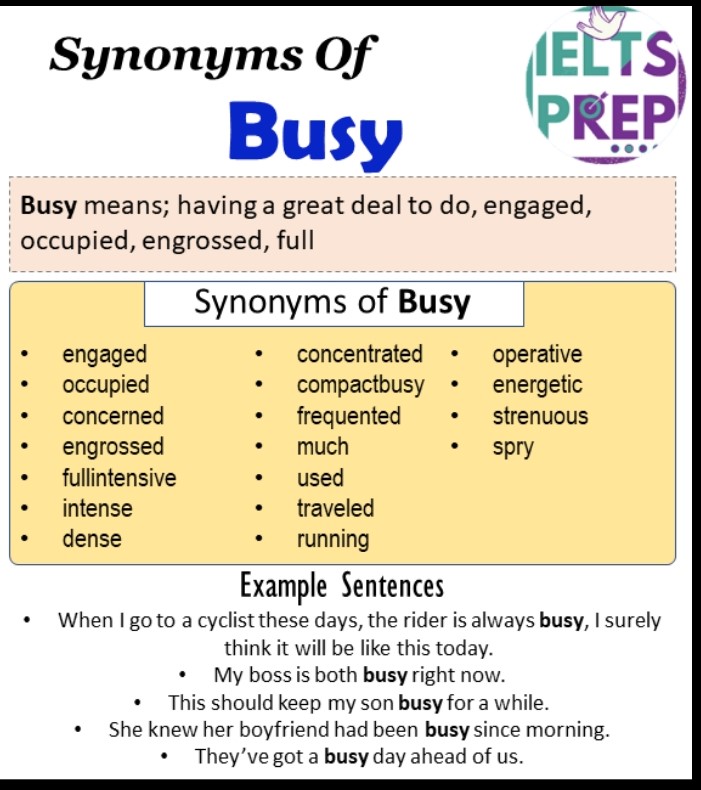 Synonyms Of
Busy
IELTS
PREP
Busy means; having a great deal to do, engaged,
occupied, engrossed, full
Synonyms of Busy
• engaged
• occupied
• concerned
• engrossed
• fullintensive
• intense
• dense
• concentrated
• compactbusy
• frequented
• much
• used
• traveled
• running
• operative
• energetic
• strenuous
• spry
Example Sentences
• When I go to a cyclist these days, the rider is always busy, I surely
think it will be like this today.
• My boss is both busy right now.
• This should keep my son busy for a while.
• She knew her boyfriend had been busy since morning.
• They’ve got a busy day ahead of us.